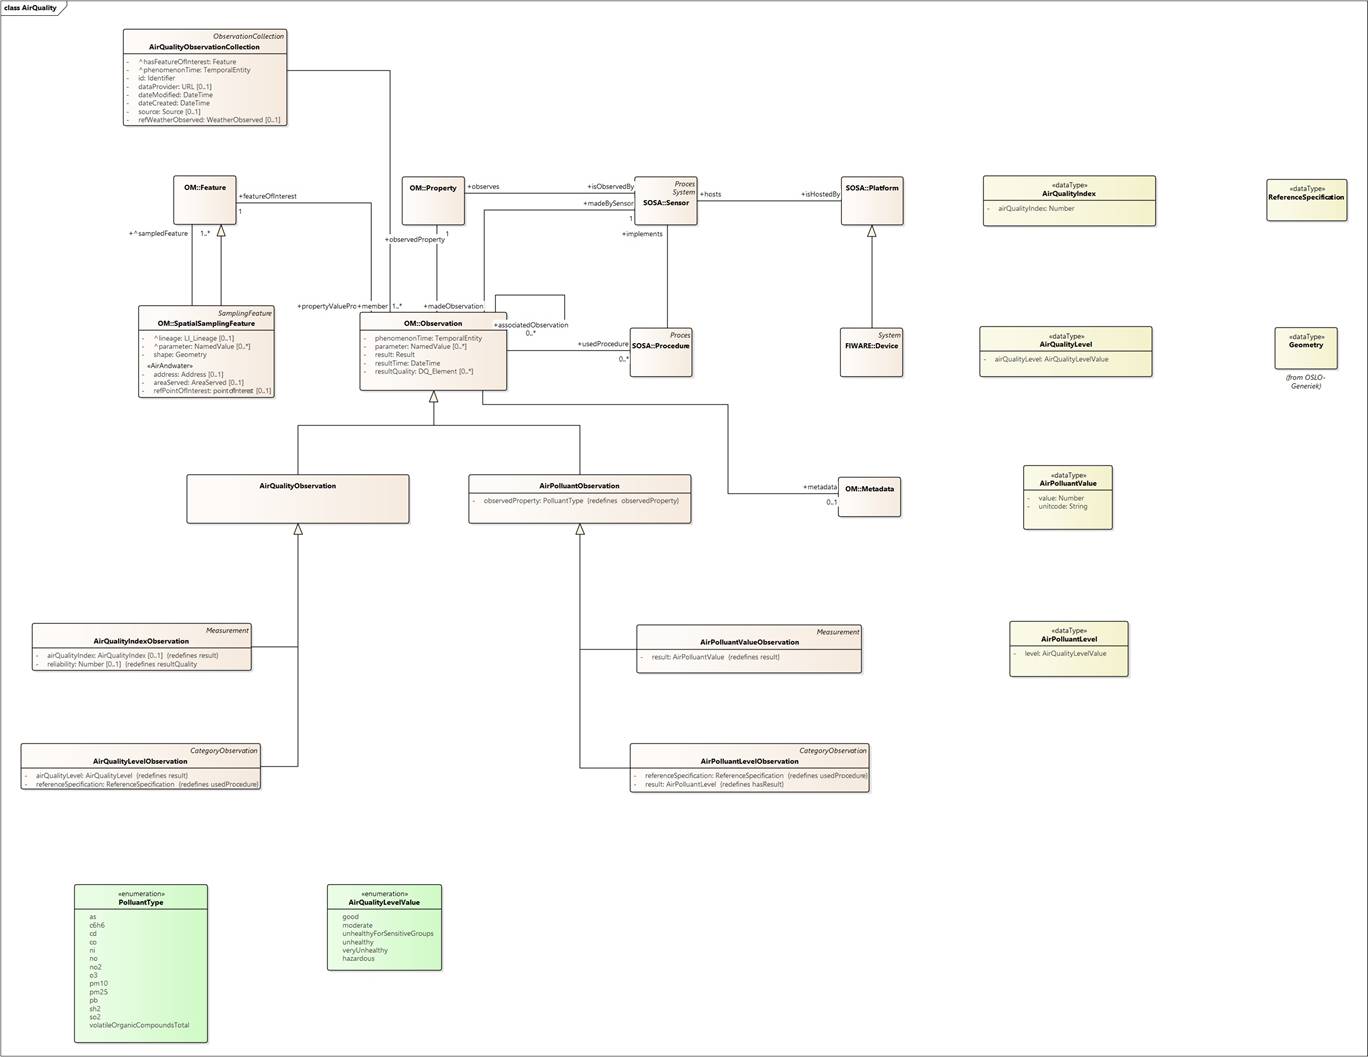 class AirQuality
ObservationCollection
AirQualityObservationCollection
- ^hasFeatureOfInterest: Feature
- ^phenomenonTime: TemporalEntity
- id: Identifier
- dataProvider: URL [0..1]
- dateModified: DateTime
- dateCreated: DateTime
- source: Source [0..1]
- refWeatherObserved: WeatherObserved [0..1]
OM::Feature
+featureOfInterest
1
+^sampledFeature
1..*
OM::Property
+observes
+isObservedBy
1
+observedProperty
Proces
System
SOSA::Sensor
+madeBySensor
1
+implements
+hosts
+isHostedBy
SOSA::Platform
«dataType»
AirQualityIndex
- airQualityIndex: Number
«dataType»
ReferenceSpecification
SamplingFeature
OM::SpatialSamplingFeature
- ^lineage: LI_Lineage [0..1]
- ^parameter: NamedValue [0..*]
- shape: Geometry
«AirAndwater»
- address: Address [0..1]
- areaServed: AreaServed [0..1]
- refPointOfInterest: pointofinterest [0..1]
+propertyValuePro
+member
1..*
+madeObservation
OM::Observation
- phenomenonTime: TemporalEntity
- parameter: NamedValue [0..*]
- result: Result
- resultTime: DateTime
- resultQuality: DQ_Element [0..*]
+associatedObservation
0..*
+usedProcedure
0..*
Proces
SOSA::Procedure
System
FIWARE::Device
«dataType»
AirQualityLevel
- airQualityLevel: AirQualityLevelValue
«dataType»
Geometry
(from OSLO-
Generiek)
AirQualityObservation
AirPolluantObservation
- observedProperty: PolluantType (redefines observedProperty)
+metadata
0..1
OM::Metadata
«dataType»
AirPolluantValue
- value: Number
- unitcode: String
Measurement
AirQualityIndexObservation
- airQualityIndex: AirQualityIndex [0..1] (redefines result)
- reliability: Number [0..1] (redefines resultQuality
Measurement
AirPolluantValueObservation
- result: AirPolluantValue (redefines result)
«dataType»
AirPolluantLevel
- level: AirQualityLevelValue
CategoryObservation
AirQualityLevelObservation
- airQualityLevel: AirQualityLevel (redefines result)
- referenceSpecification: ReferenceSpecification (redefines usedProcedure)
CategoryObservation
AirPolluantLevelObservation
- referenceSpecification: ReferenceSpecification (redefines usedProcedure)
- result: AirPolluantLevel (redefines hasResult)
«enumeration»
PolluantType
as
c6h6
cd
co
ni
no
no2
o3
pm10
pm25
pb
sh2
so2
volatileOrganicCompoundsTotal
«enumeration»
AirQualityLevelValue
good
moderate
unhealthyForSensitiveGroups
unhealthy
veryUnhealthy
hazardous